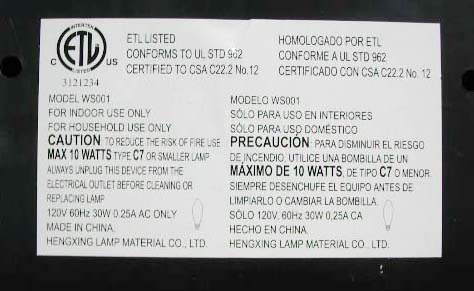 INTERTEK
ETL
C US
LISTED
3121234
ETL LISTED
CONFORMS TO UL STD 962
CERTIFIED TO CSA C22.2 No.12
HOMOLOGADO POR ETL
CONFORME A UL STD 962
CERTIFICADO CON CSA C22.2 No. 12
MODEL WS001
FOR INDOOR USE ONLY
FOR HOUSEHOLD USE ONLY
CAUTION: TO REDUCE THE RISK OF FIRE USE
MAX 10 WATTS TYPE C7 OR SMALLER LAMP
ALWAYS UNPLUG THIS DEVICE FROM THE
ELECTRICAL OUTLET BEFORE CLEANING OR
REPLACING LAMP
120V 60Hz 30W 0.25A AC ONLY
MADE IN CHINA.
HENGXING LAMP MATERIAL CO., LTD.
MODELO WS001
SÓLO PARA USO EN INTERIORES
SÓLO PARA USO DOMÉSTICO
PRECAUCIÓN: PARA DISMINUIR EL RIESGO
DE INCENDIO, UTILICE UNA BOMBILLA DE UN
MÁXIMO DE 10 WATTS, DE TIPO C7 O MENOR.
SIEMPRE DESENCHUFE EL EQUIPO ANTES DE
LIMPIARLO O CAMBIAR LA BOMBILLA.
SÓLO 120V. 60Hz 30W 0.25A CA
HECHO EN CHINA.
HENGXING LAMP MATERIAL CO., LTD.